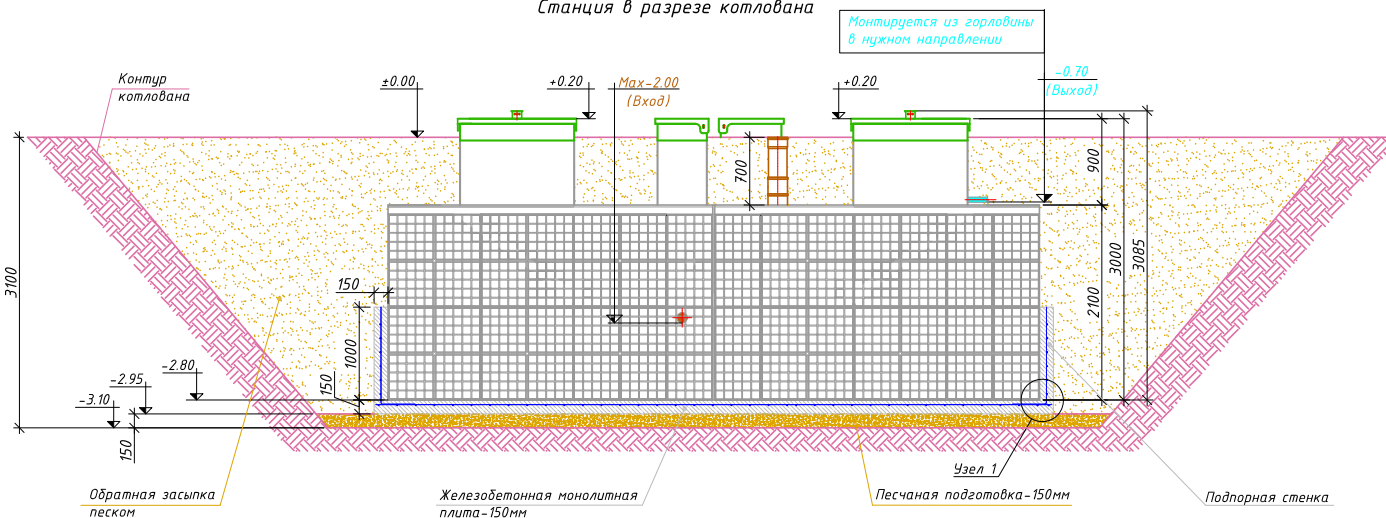 Станция в разрезе котлована
Монтируется из горловины
в нужном направлении
Контур
котлована
±0.00
+0.20
Max-2.00
(Вход)
+0.20
-0.70
(Выход)
700
900
3100
150
1000
150
2100
3000
3085
-2.80
-2.95
-3.10
150
Узел 1
Обратная засыпка
песком
Железобетонная монолитная
плита-150мм
Песчаная подготовка-150мм
Подпорная стенка